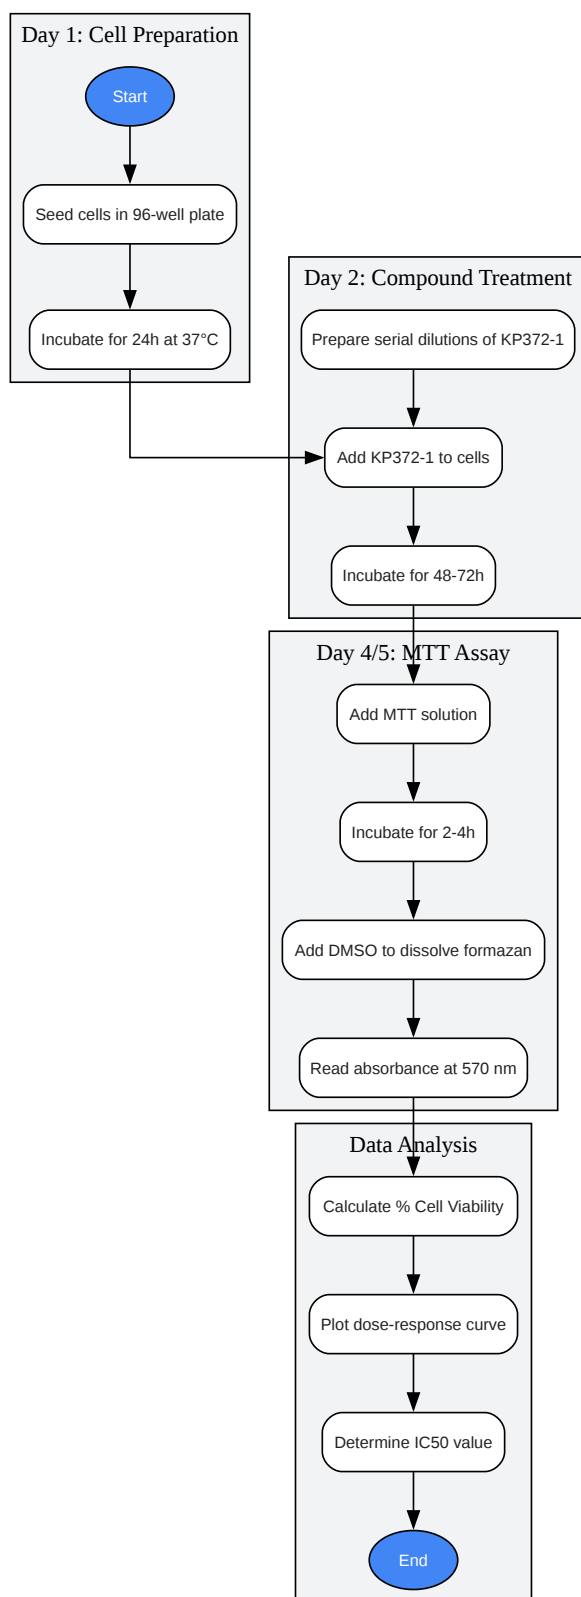 Day 1: Cell Preparation
Start
Seed cells in 96-well plate
Incubate for 24h at 37°C
Day 2: Compound Treatment
Prepare serial dilutions of KP372-1
Add KP372-1 to cells
Incubate for 48-72h
Day 4/5: MTT Assay
Add MTT solution
Incubate for 2-4h
Add DMSO to dissolve formazan
Read absorbance at 570 nm
Data Analysis
Calculate % Cell Viability
Plot dose-response curve
Determine IC50 value
End